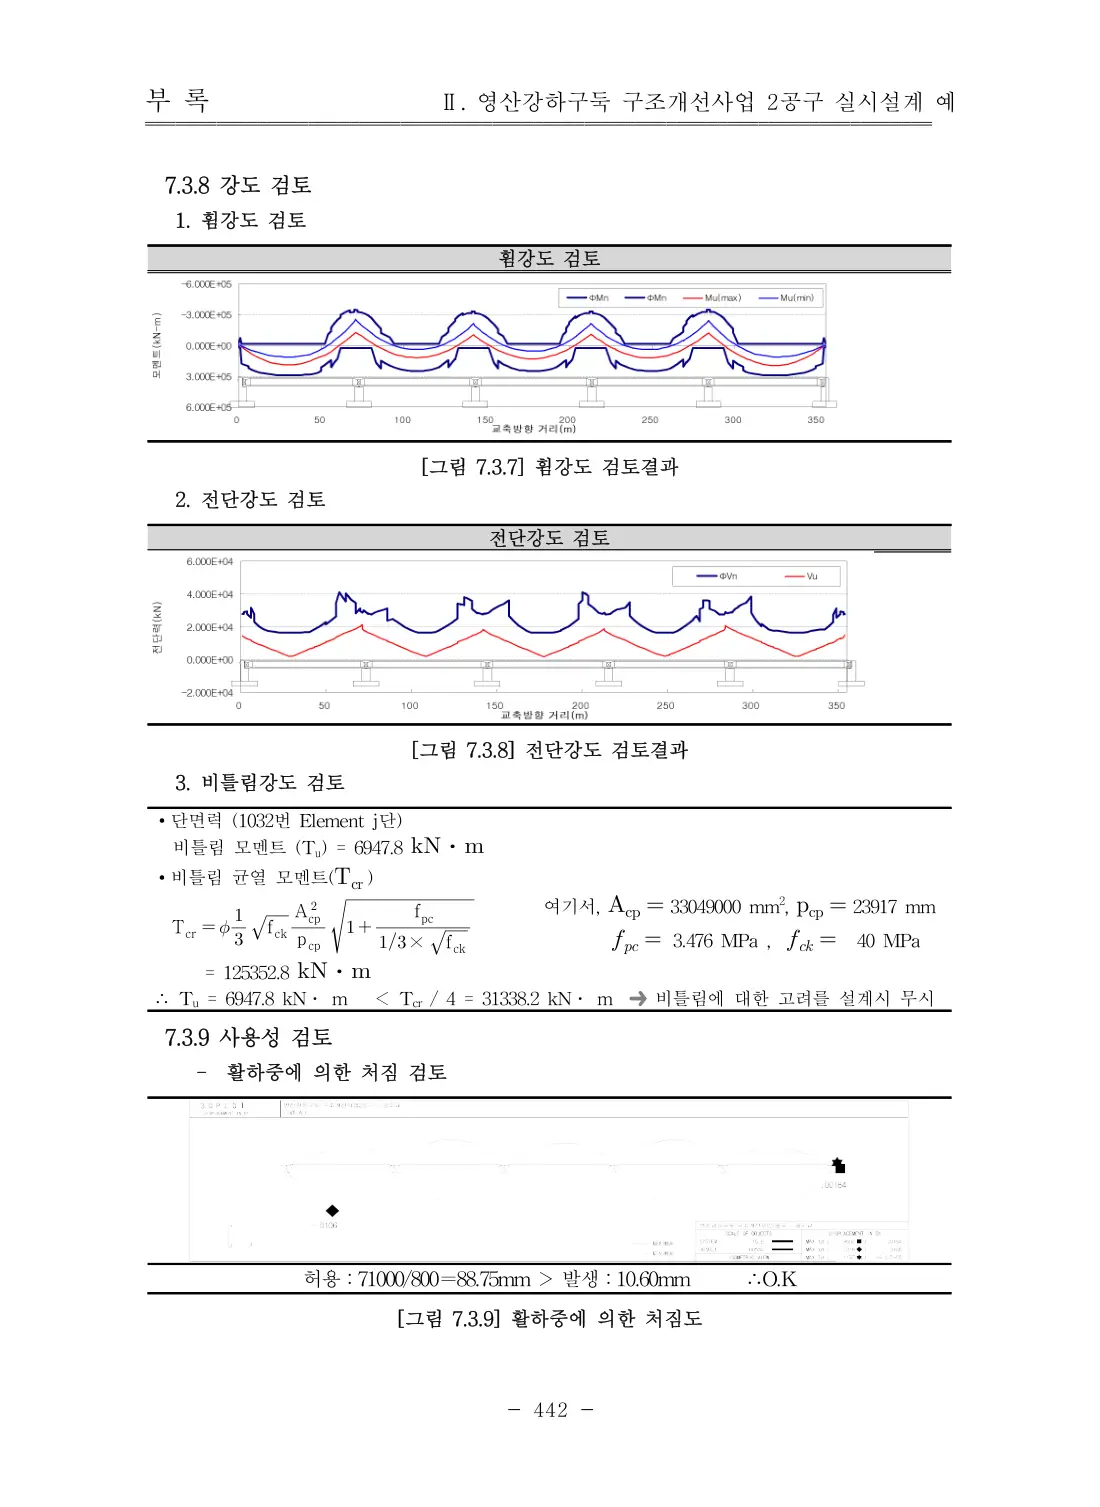 부 록
Ⅱ. 영산강하구둑 구조개선사업 2공구 실시설계 예
7.3.8 강도 검토
1. 휨강도 검토
휨강도 검토
-6.000E+05
-3.000E+05
0.000E+00
3.000E+05
6.000E+05
모멘트(kN-m)
ΦMn ΦMn Mu(max) Mu(min)
0 50 100 150 200 250 300 350
교축방향 거리(m)
[그림 7.3.7] 휨강도 검토결과
2. 전단강도 검토
전단강도 검토
6.000E+04
4.000E+04
2.000E+04
0.000E+00
-2.000E+04
전단력(kN)
ΦVn Vu
0 50 100 150 200 250 300 350
교축방향 거리(m)
[그림 7.3.8] 전단강도 검토결과
3. 비틀림강도 검토
•단면력 (1032번 Element j단)
비틀림 모멘트 (Tu) = 6947.8 kN・m
•비틀림 균열 모멘트(Tcr)
Tcr = φ 1/3 √fck Acp²/pcp √(1+ fpc/(1/3× √fck))
여기서, Acp = 33049000 mm², pcp = 23917 mm
fpc = 3.476 MPa , fck = 40 MPa
= 125352.8 kN・m
∴ Tu = 6947.8 kN・ m < Tcr / 4 = 31338.2 kN・ m ➔ 비틀림에 대한 고려를 설계시 무시
7.3.9 사용성 검토
- 활하중에 의한 처짐 검토
허용 : 71000/800=88.75mm > 발생 : 10.60mm ∴O.K
[그림 7.3.9] 활하중에 의한 처짐도
- 442 -